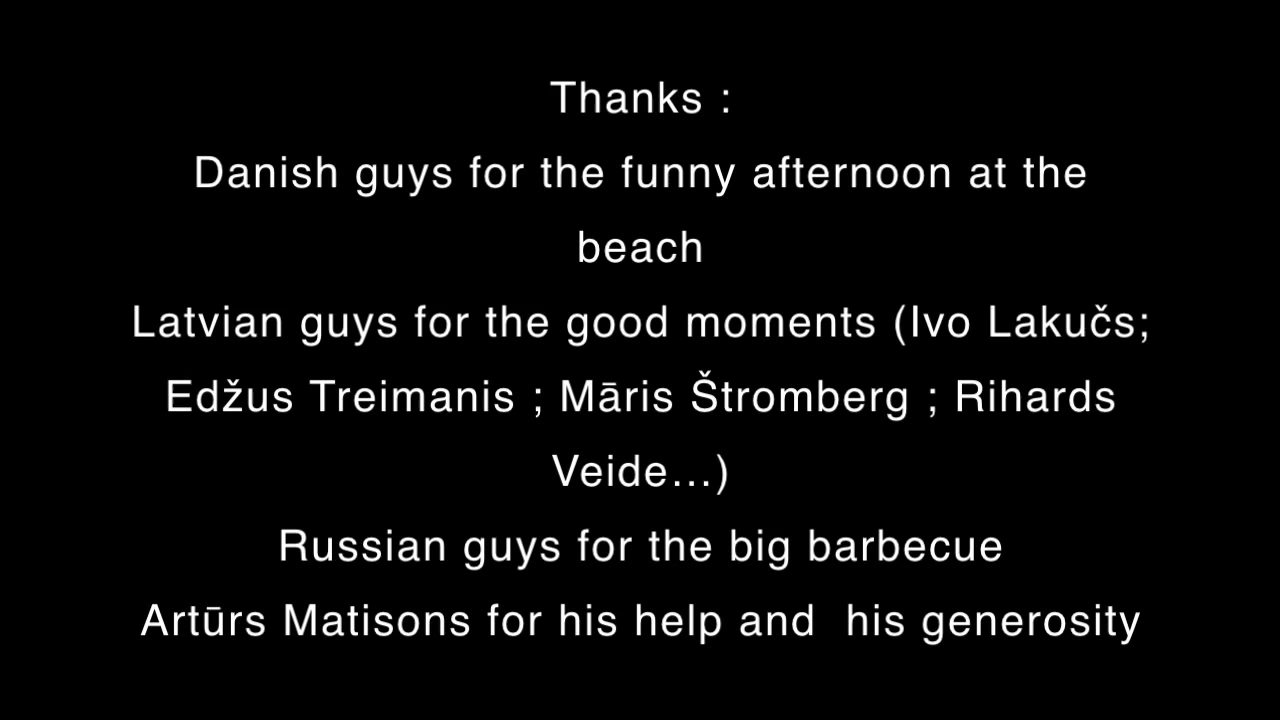 Thanks :
Danish guys for the funny afternoon at the
beach
Latvian guys for the good moments (Ivo Lakučs;
Edžus Treimanis ; Māris Štromberg ; Rihards
Veide...)
Russian guys for the big barbecue
Artūrs Matisons for his help and  his generosity